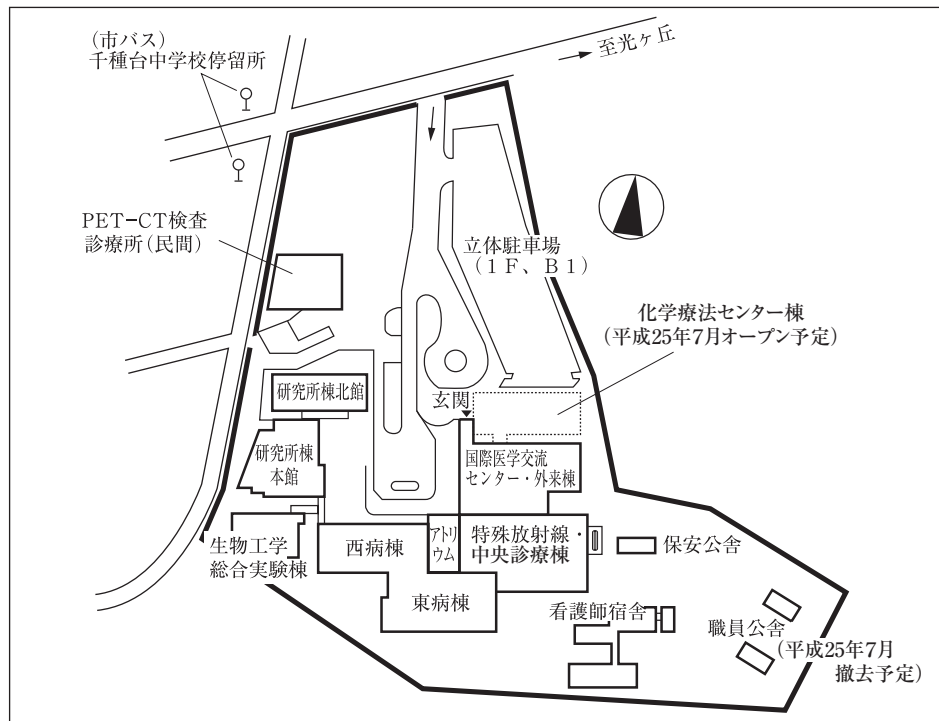 (市バス)
千種台中学校停留所
至光ヶ丘
PET−CT検査
診療所(民間)
立体駐車場
(1F、B1)
化学療法センター棟
(平成25年7月オープン予定)
研究所棟北館
玄関
研究所棟
本館
国際医学交流
センター・外来棟
生物工学
総合実験棟
西病棟
アトリ
ウム
特殊放射線・
中央診療棟
保安公舎
東病棟
看護師宿舎
職員公舎
(平成25年7月
撤去予定)